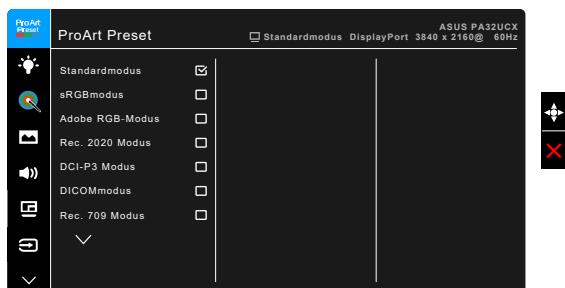 ProArt
Preset
ProArt Preset
ASUS PA32UCX
Standardmodus DisplayPort 3840 x 2160@ 60Hz
Standardmodus
sRGBmodus
Adobe RGB-Modus
Rec. 2020 Modus
DCI-P3 Modus
DICOMmodus
Rec. 709 Modus